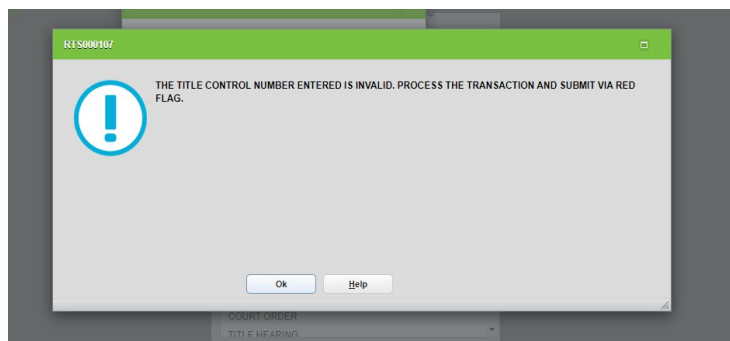 RTS000107
THE TITLE CONTROL NUMBER ENTERED IS INVALID. PROCESS THE TRANSACTION AND SUBMIT VIA RED
FLAG.
Ok
Help
COURT ORDER
TITLE HEARING